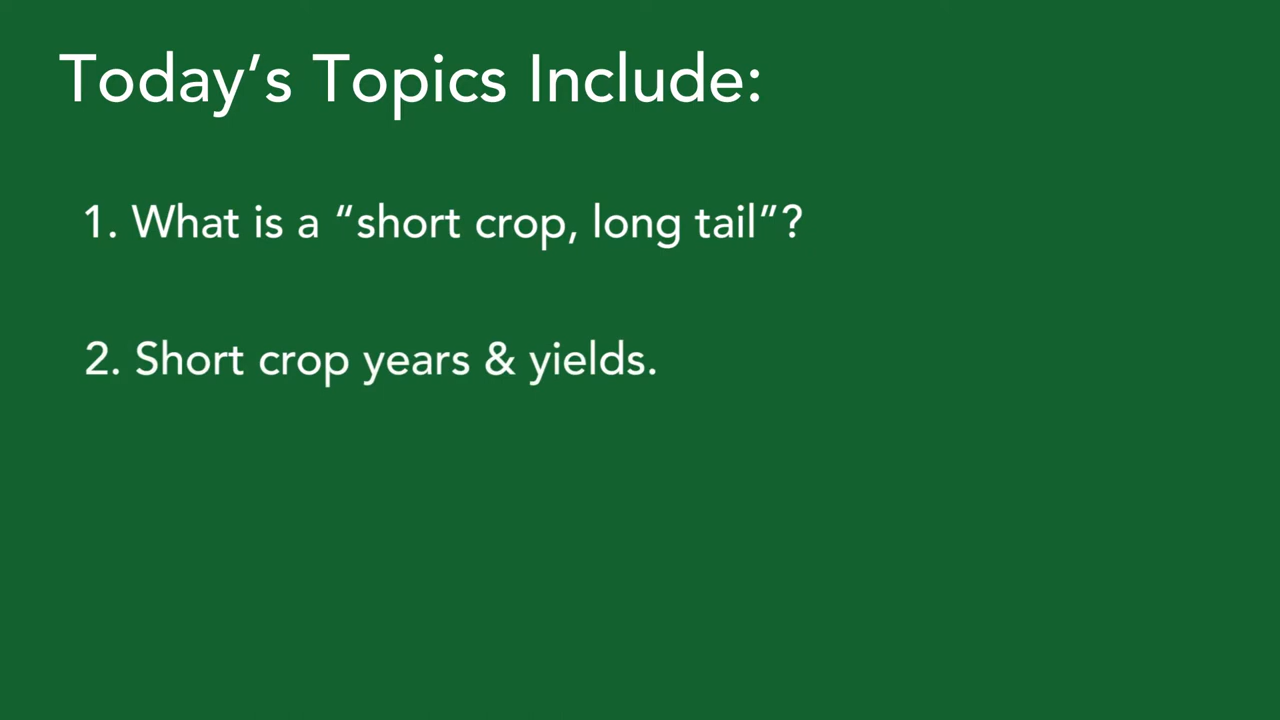 Today’s Topics Include:
1. What is a “short crop, long tail”?
2. Short crop years & yields.